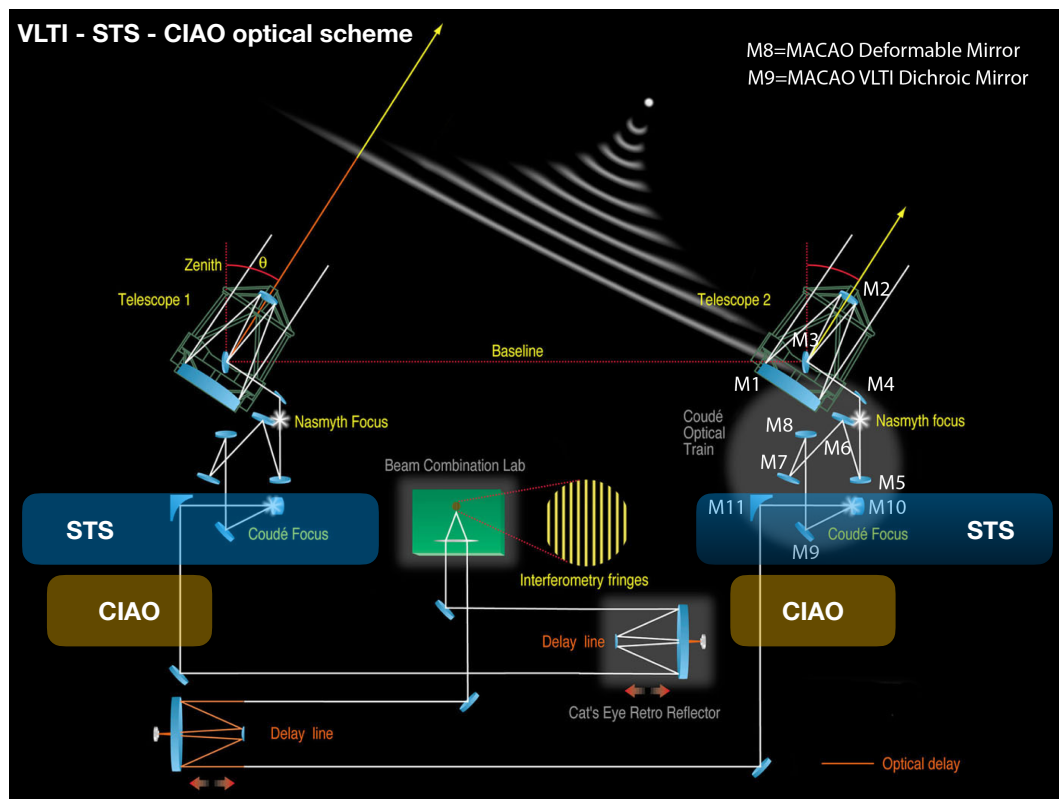 VLTI - STS - CIAO optical scheme
M8=MACAO Deformable Mirror
M9=MACAO VLTI Dichroic Mirror
Zenith
θ
Telescope 1
Telescope 2
M2
M3
Baseline
M1
M4
Nasmyth Focus
Nasmyth focus
Coudé
Optical
Train
M8
M6
M7
M5
Beam Combination Lab
STS
Coudé Focus
M11
M10
Coudé Focus
STS
M9
Interferometry fringes
CIAO
CIAO
Delay line
Cat's Eye Retro Reflector
Delay line
Optical delay